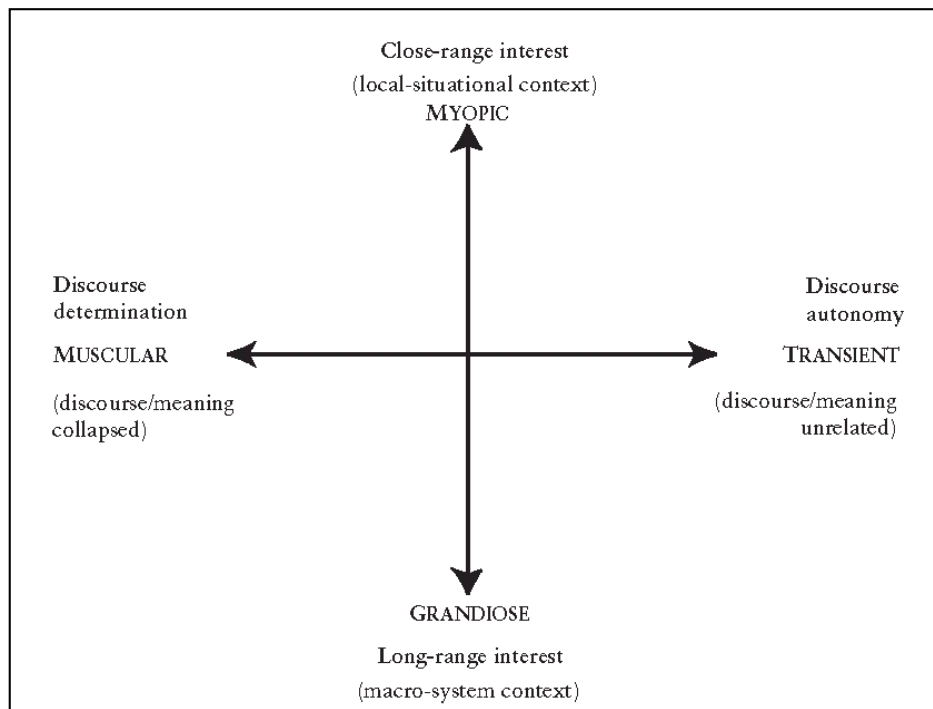 Close-range interest
(local-situational context)
MYOPIC
Discourse
determination
MUSCULAR
(discourse/meaning
collapsed)
Discourse
autonomy
TRANSIENT
(discourse/meaning
unrelated)
GRANDIOSE
Long-range interest
(macro-system context)